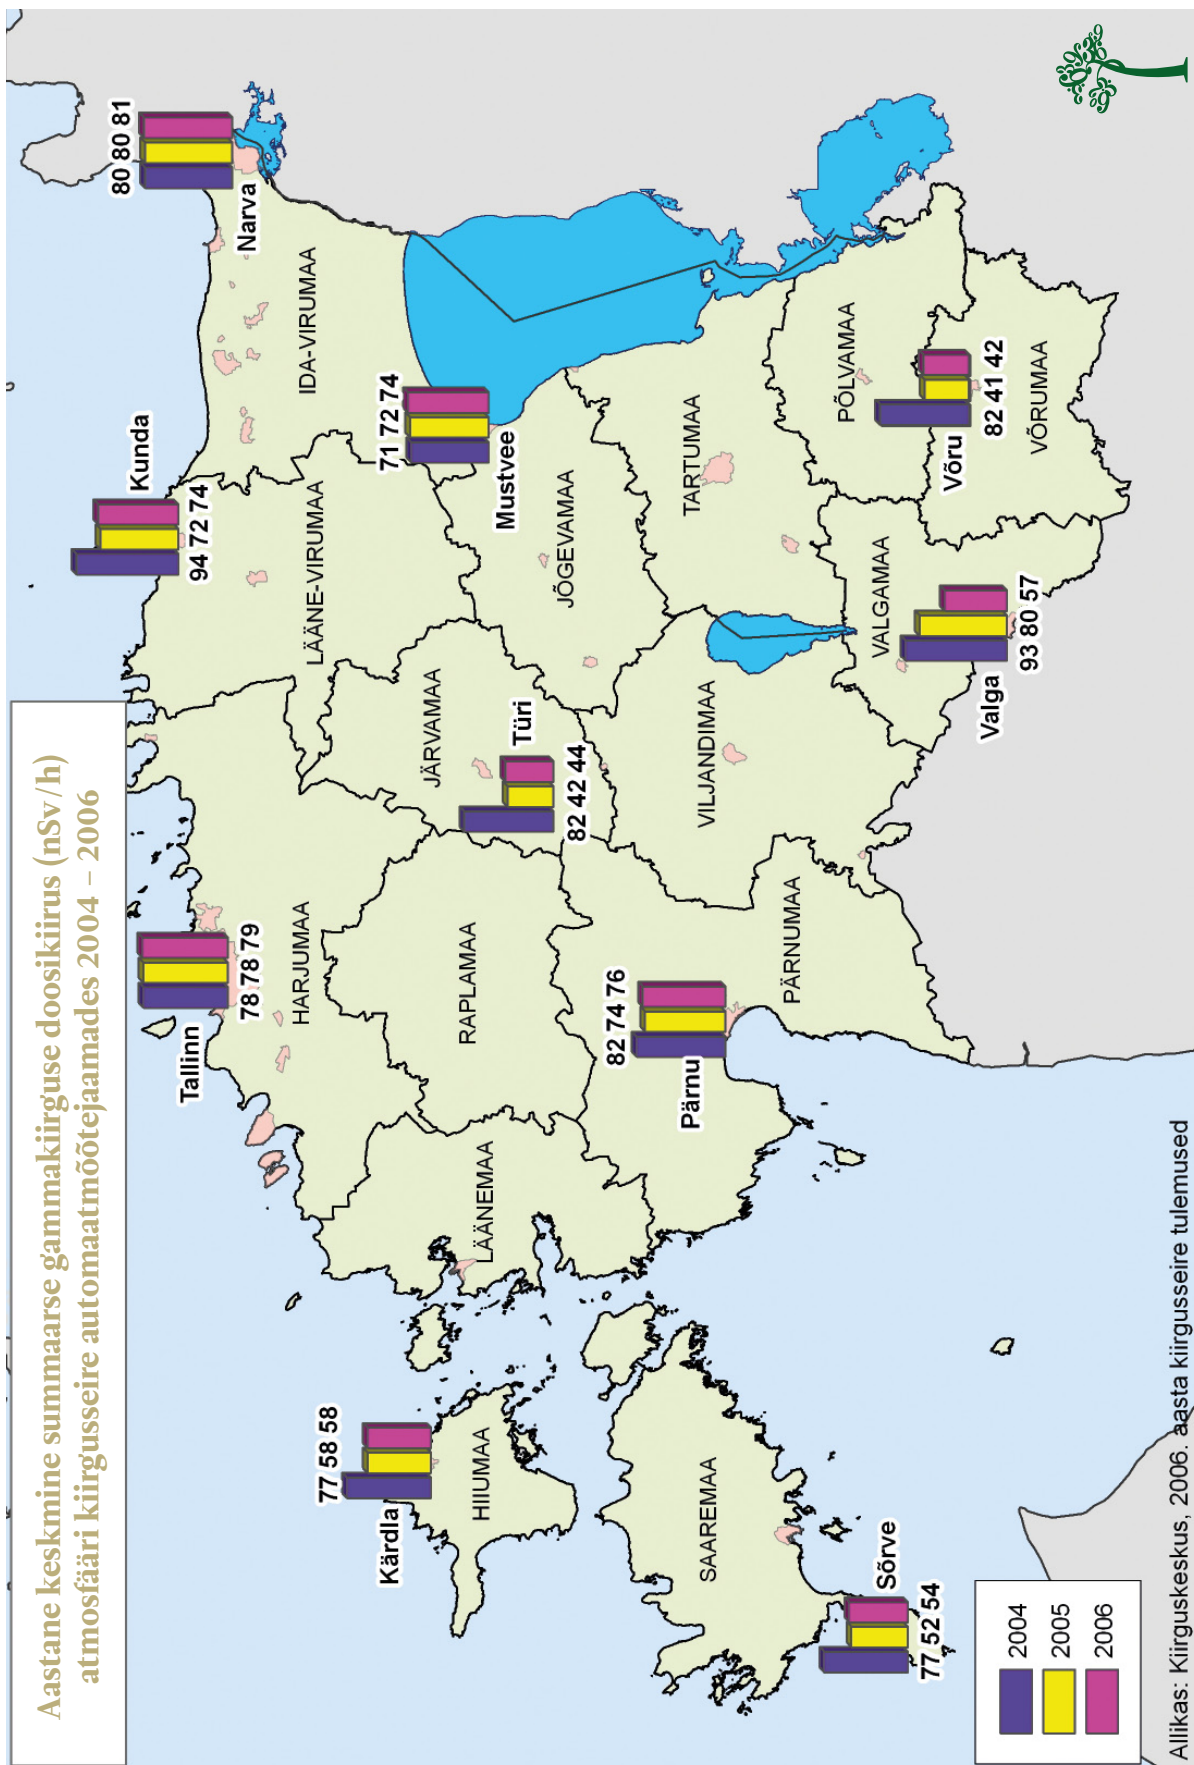 Aastane keskmine summaarse gammakiirguse doosikiirus (nSv/h)
atmosfääri kiirgusseire automaatmõõtejaamades 2004 – 2006
80 80 81
Narva
Kunda
94 72 74
IDA-VIRUMAA
LÄÄNE-VIRUMAA
71 72 74
Mustvee
Tallinn
78 78 79
HARJUMAA
JÄRVAMAA
Türi
82 42 44
JÕGEVAMAA
RAPLAMAA
LÄÄNEMAA
77 58 58
Kärdla
HIIUMAA
TARTUMAA
VILJANDIMAA
82 74 76
Pärnu
PÄRNUMAA
SAAREMAA
PÕLVAMAA
VALGAMAA
Võru
82 41 42
VÕRUMAA
Valga
93 80 57
Sõrve
77 52 54
2004
2005
2006
Allikas: Kiirguskeskus, 2006. aasta kiirgusseire tulemused